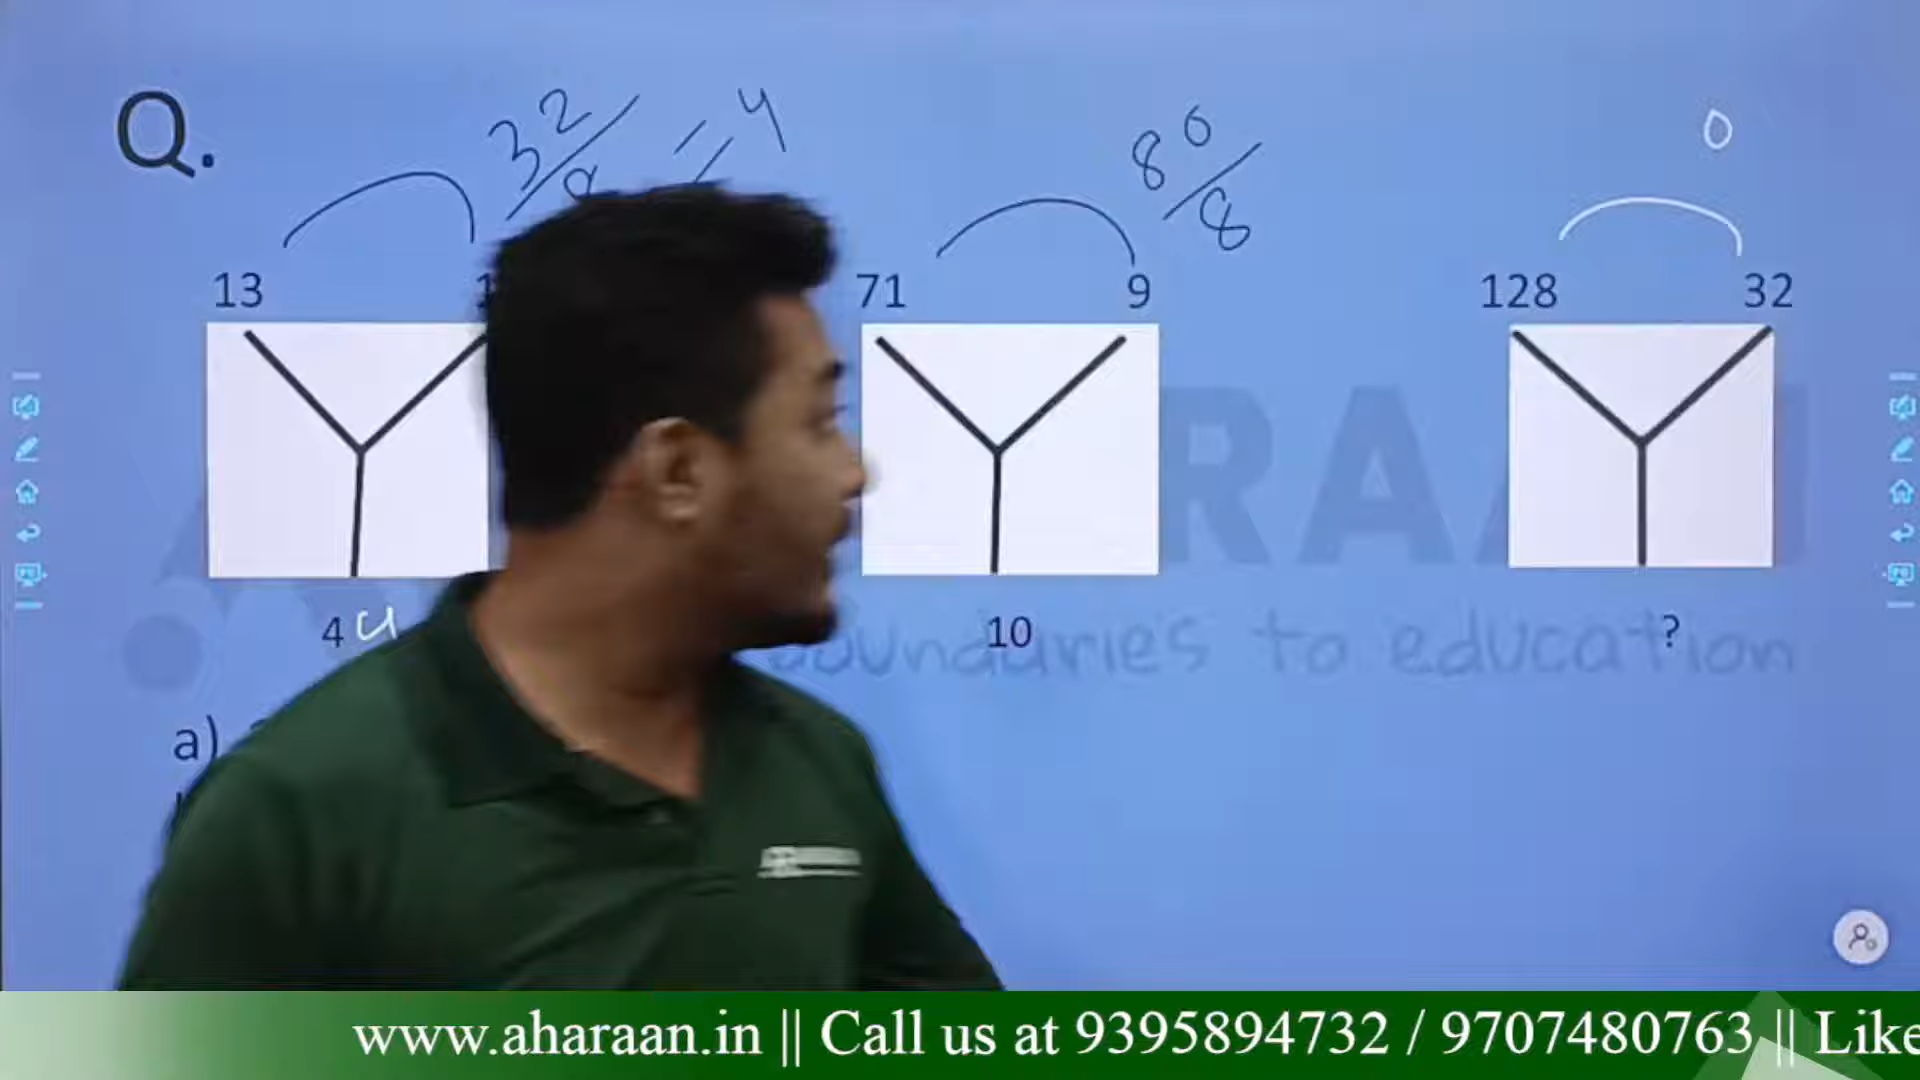 Q.
32/8 = 4
80/8
0
13
71 9
128 32
4 4
10
?
boundaries to education
a)
www.aharaan.in || Call us at 9395894732 / 9707480763 || Like